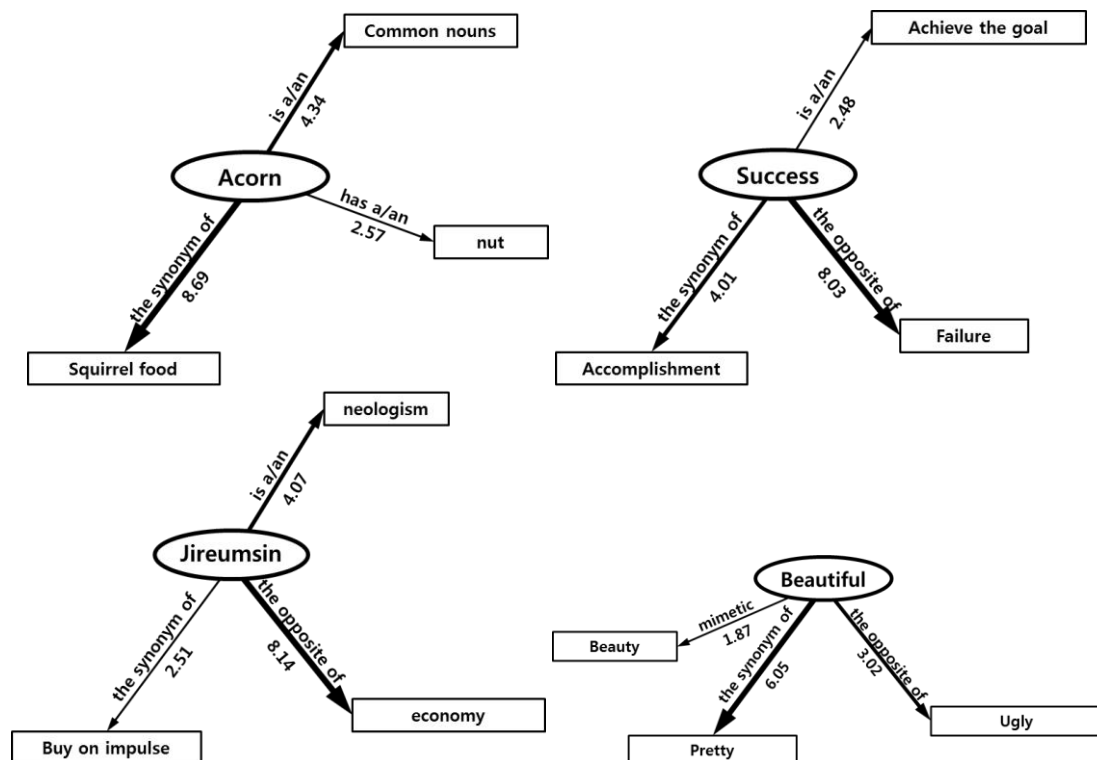 Common nouns
is a/an
4.34
Acorn
has a/an
2.57
nut
the synonym of
8.69
Squirrel food
Achieve the goal
is a/an
2.48
Success
the synonym of
4.01
the opposite of
8.03
Accomplishment
Failure
neologism
is a/an
4.07
Jireumsin
the synonym of
2.51
the opposite of
8.14
economy
Buy on impulse
Beautiful
mimetic
1.87
Beauty
the synonym of
6.05
the opposite of
3.02
Pretty
Ugly